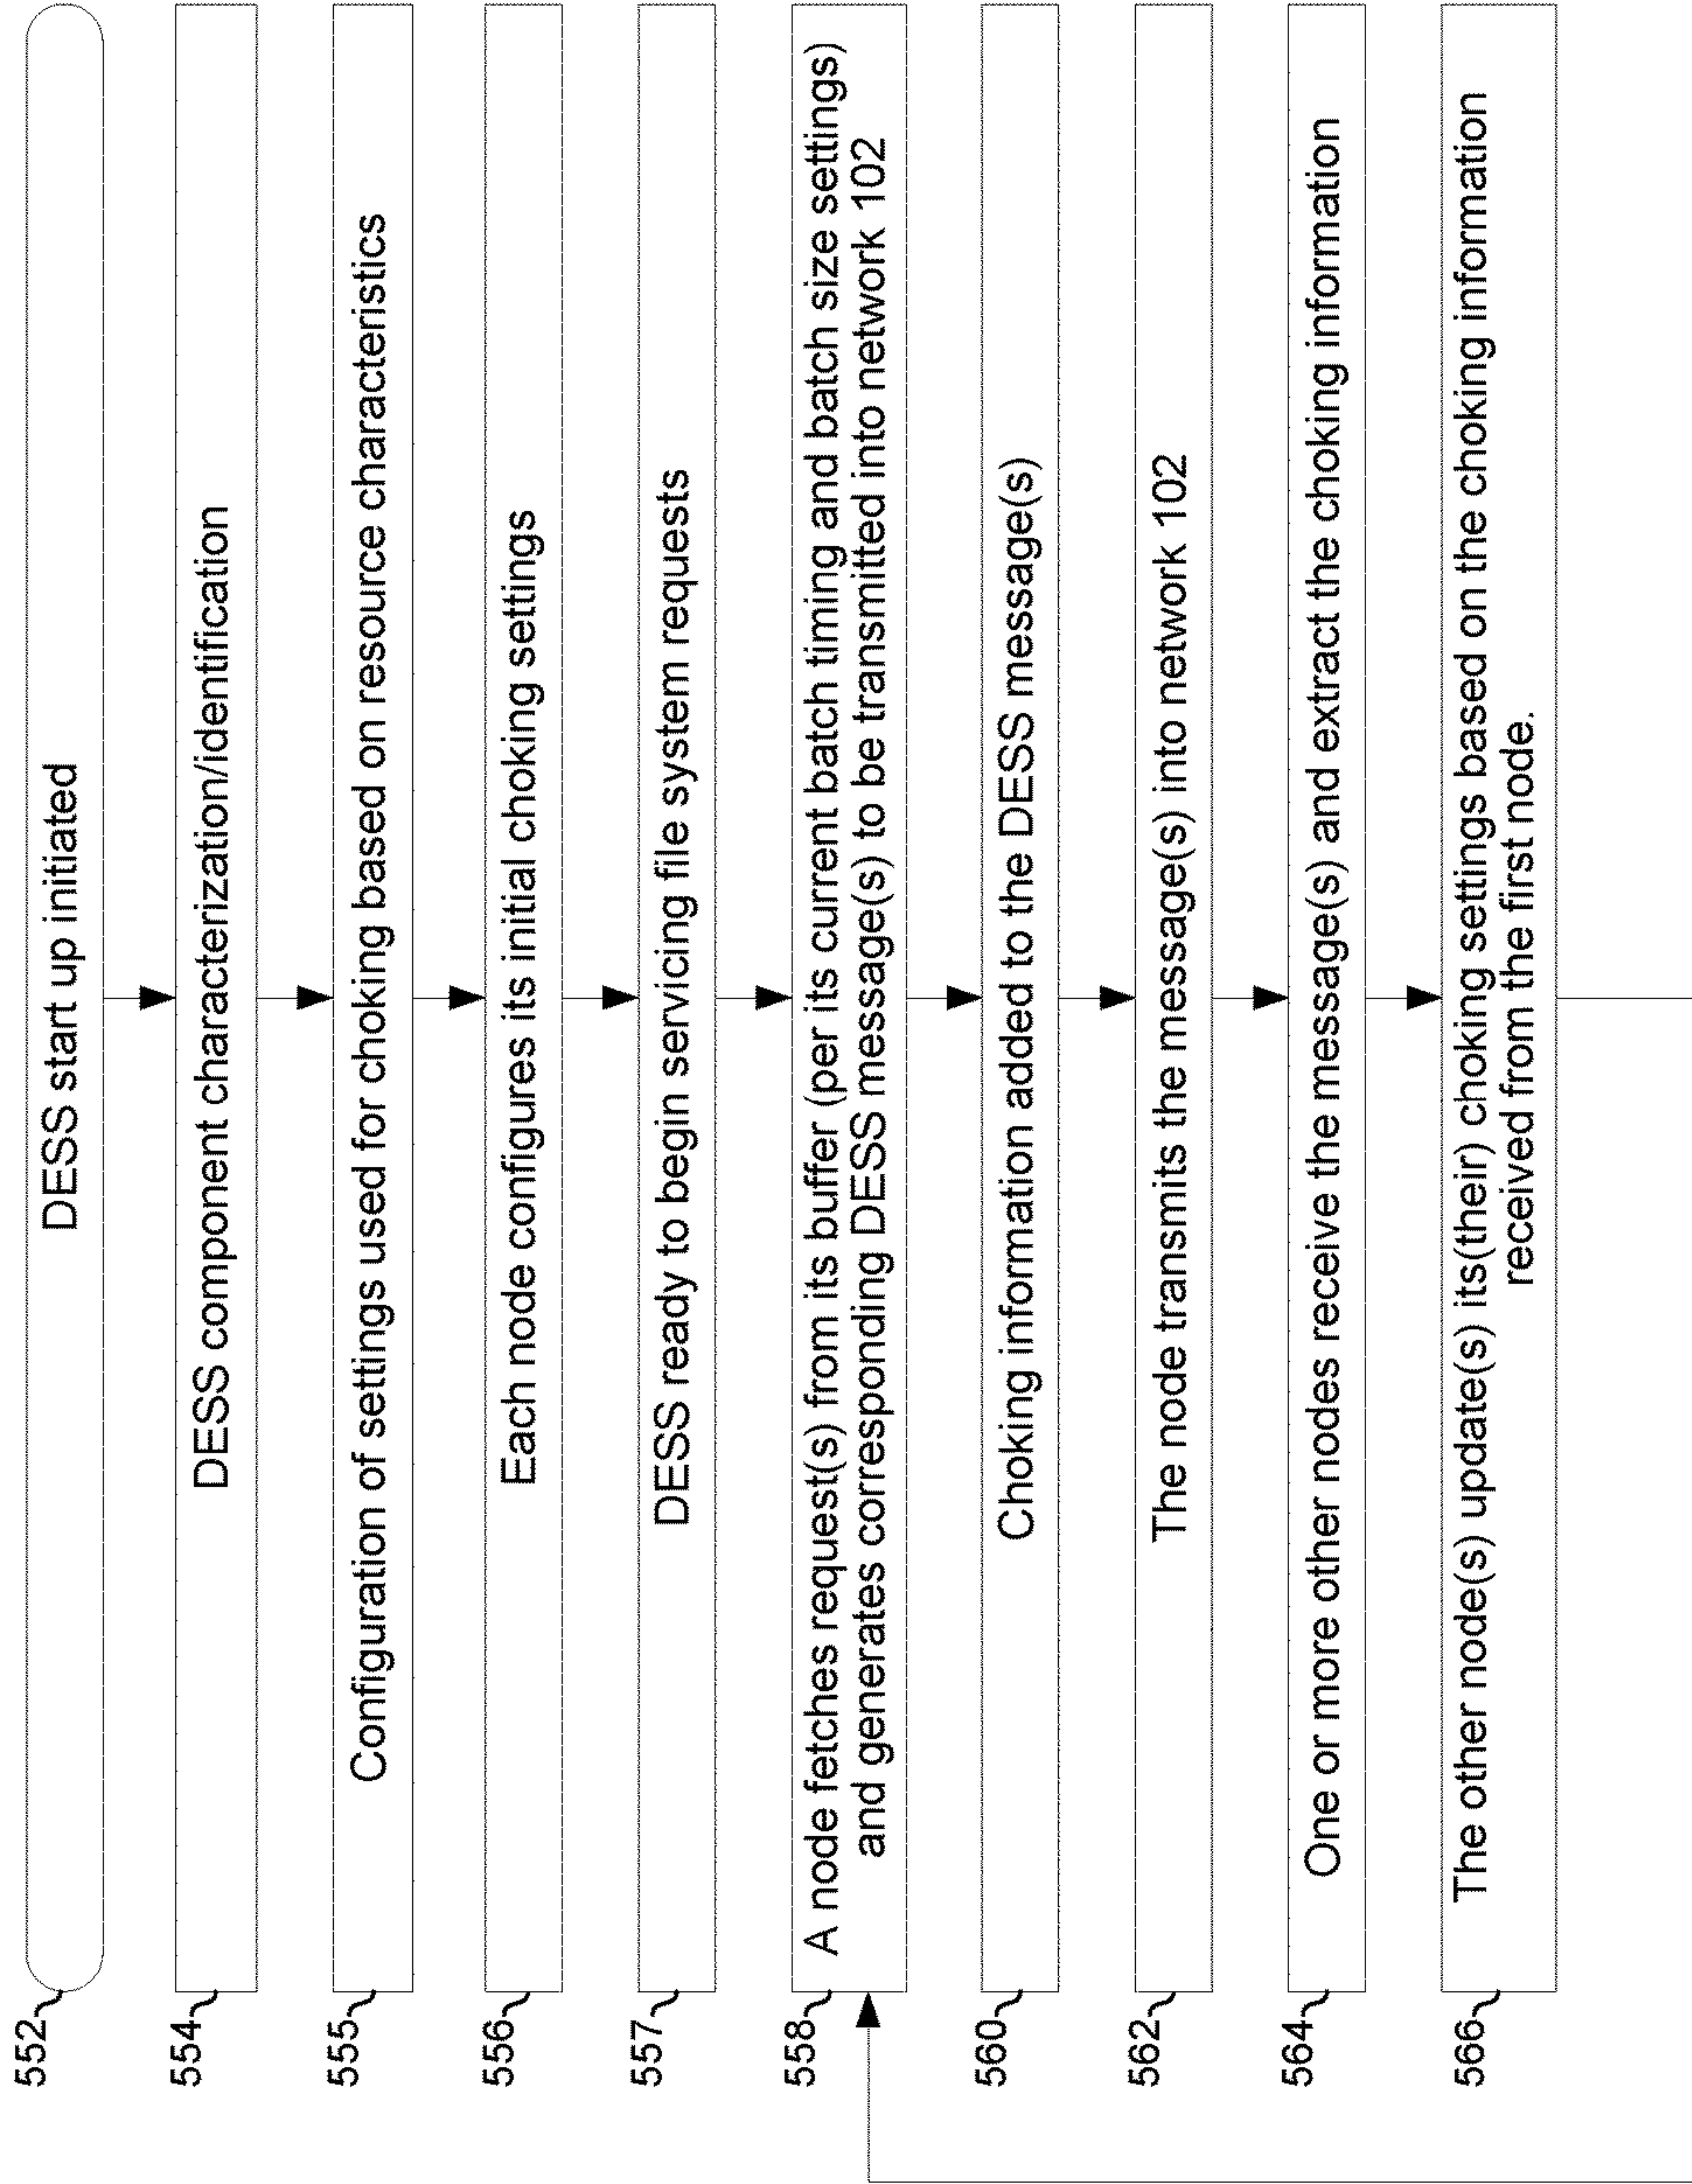 552
DESS start up initiated
554
DESS component characterization/identification
555
Configuration of settings used for choking based on resource characteristics
556
Each node configures its initial choking settings
557
DESS ready to begin servicing file system requests
558
A node fetches request(s) from its buffer (per its current batch timing and batch size settings)
and generates corresponding DESS message(s) to be transmitted into network 102
560
Choking information added to the DESS message(s)
562
The node transmits the message(s) into network 102
564
One or more other nodes receive the message(s) and extract the choking information
566
The other node(s) update(s) its(their) choking settings based on the choking information
received from the first node.